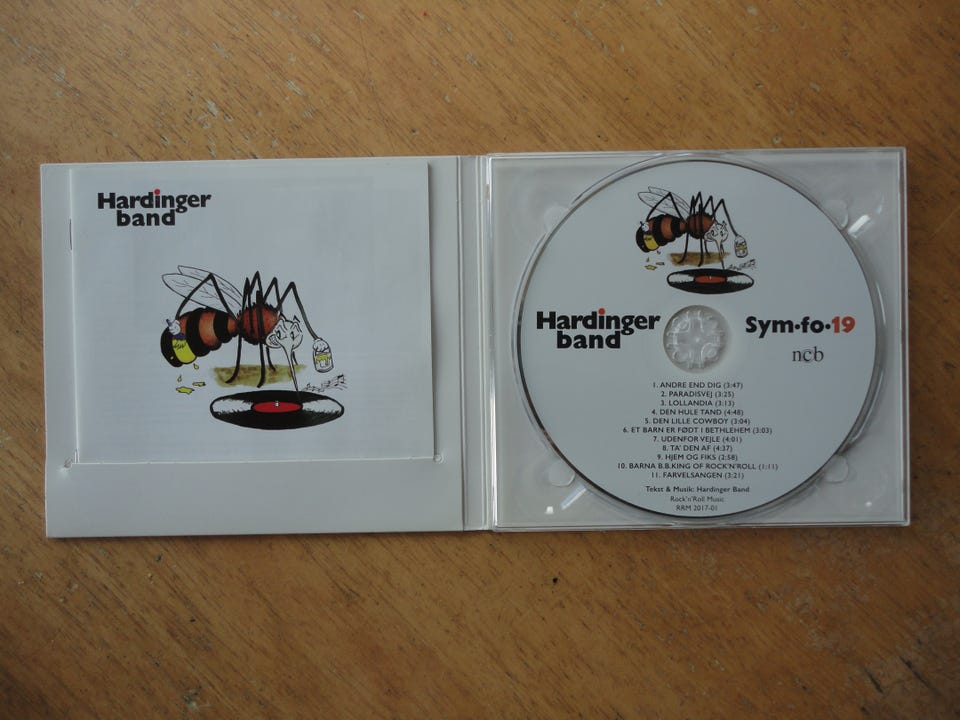 Hardinger
band
Hardinger
band
Sym•fo•19
ncb
1. ANDRE END DIG (3:47)
2. PARADISVEJ (3:25)
3. LOLLANDIA (3:13)
4. DEN HULE TAND (4:48)
5. DEN LILLE COWBOY (3:04)
6. ET BARN ER FØDT I BETHLEHEM (3:03)
7. UDENFOR VEJLE (4:01)
8. TA' DEN AF (4:37)
9. HJEM OG FIKS (2:58)
10. BARNA B.B.KING OF ROCK'N'ROLL (1:11)
11. FARVELSANGEN (3:21)
Tekst & Musik: Hardinger Band
Rock'n'Roll Music
RRM 2017-01